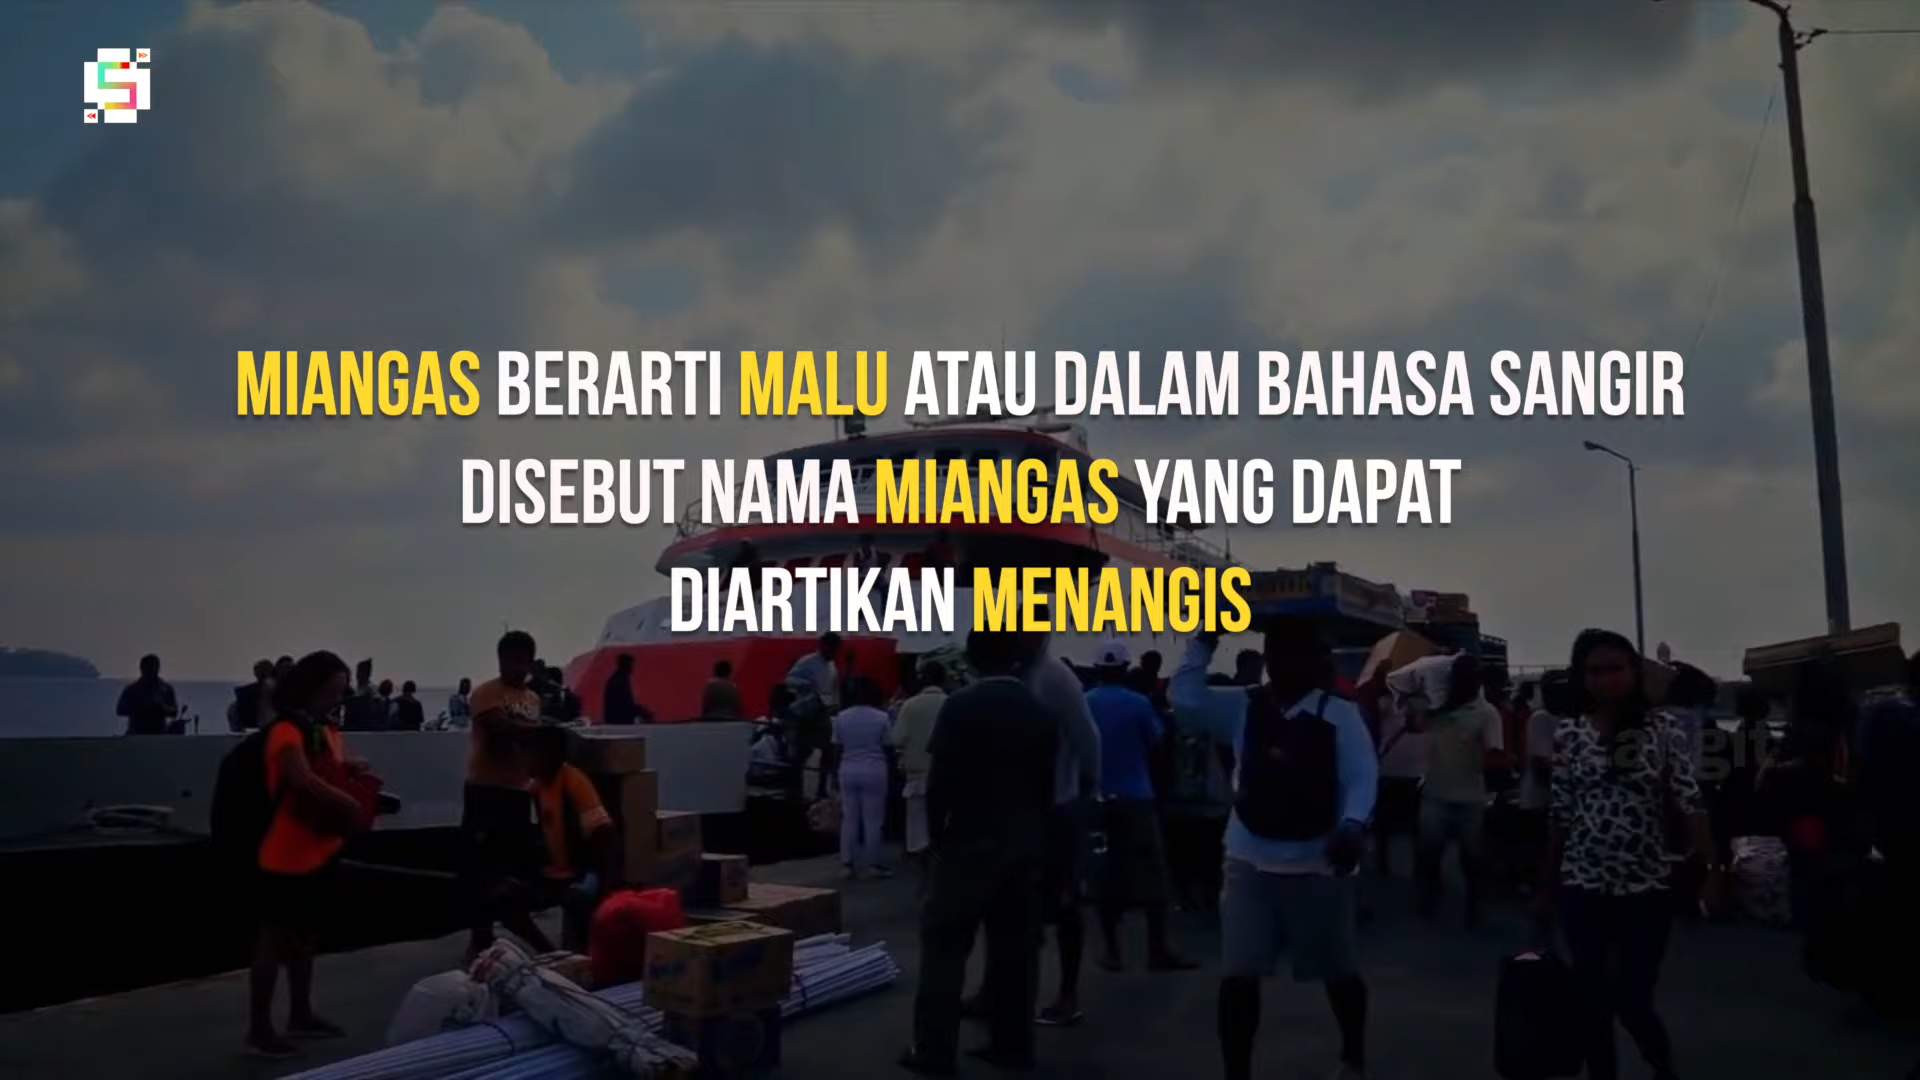 MIANGAS BERARTI MALU ATAU DALAM BAHASA SANGIR
DISEBUT NAMA MIANGAS YANG DAPAT
DIARTIKAN MENANGIS